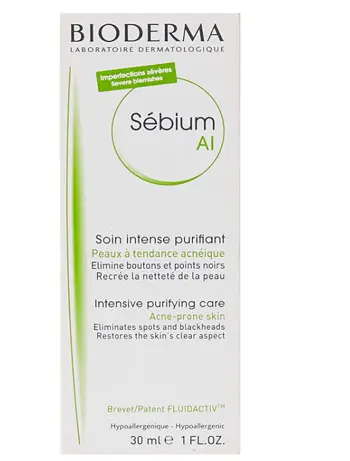 BIODERMA
LABORATOIRE DERMATOLOGIQUE
Imperfections sévères
Severe blemishes
Sébium
AI
Soin intense purifiant
Peaux à tendance acnéique
Elimine boutons et points noirs
Recrée la netteté de la peau
Intensive purifying care
Acne-prone skin
Eliminates spots and blackheads
Restores the skin's clear aspect
Brevet/Patent FLUIDACTIV™
Hypoallergénique - Hypoallergenic
30 ml e 1 FL.OZ.